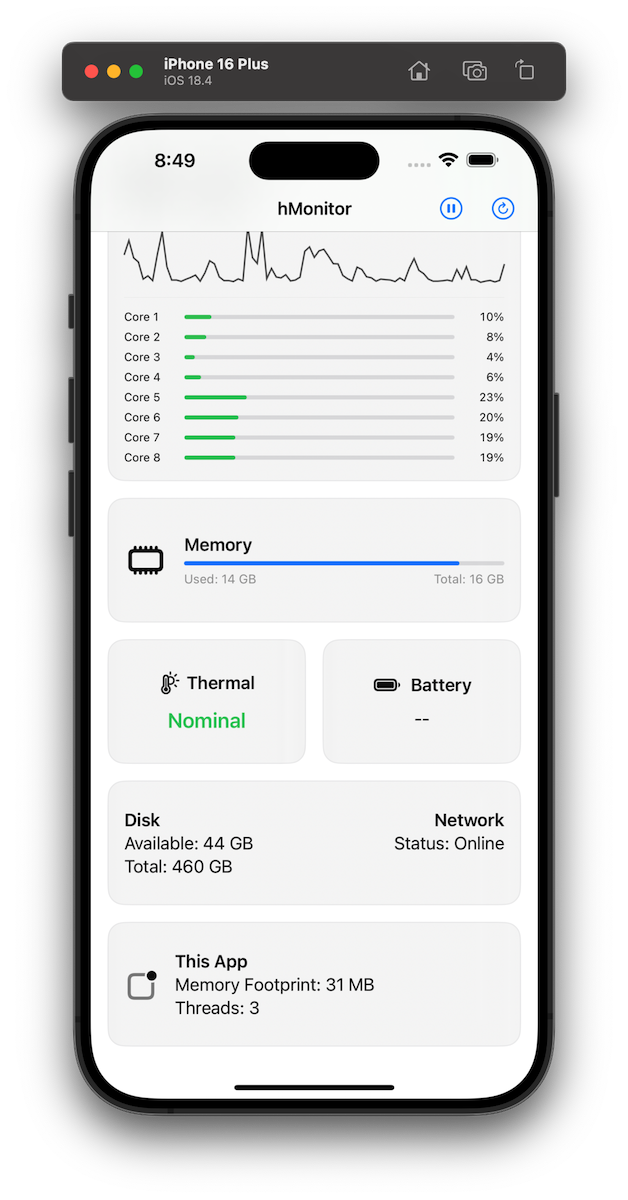 iPhone 16 Plus
iOS 18.4
8:49
hMonitor
Core 1 10%
Core 2 8%
Core 3 4%
Core 4 6%
Core 5 23%
Core 6 20%
Core 7 19%
Core 8 19%
Memory
Used: 14 GB Total: 16 GB
Thermal
Nominal
Battery
--
Disk
Available: 44 GB
Total: 460 GB
Network
Status: Online
This App
Memory Footprint: 31 MB
Threads: 3